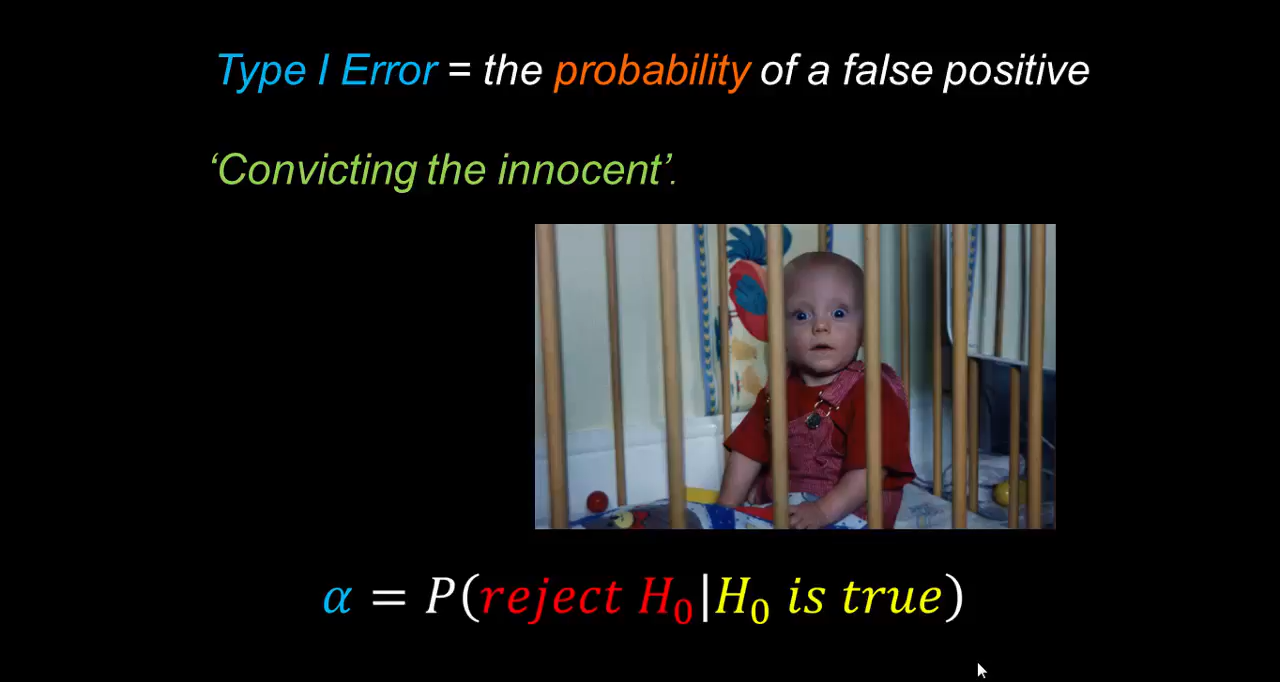 Type I Error = the probability of a false positive
‘Convicting the innocent’.
α = P(reject H₀|H₀ is true)